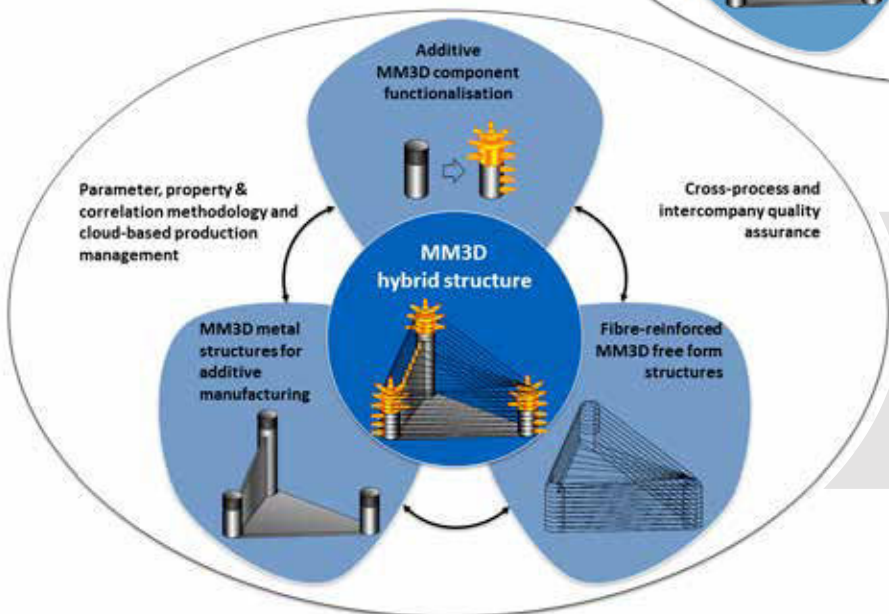 Additive
MM3D component
functionalisation
Parameter, property &
correlation methodology and
cloud-based production
management
Cross-process and
intercompany quality
assurance
MM3D
hybrid structure
MM3D metal
structures for
additive
manufacturing
Fibre-reinforced
MM3D free form
structures